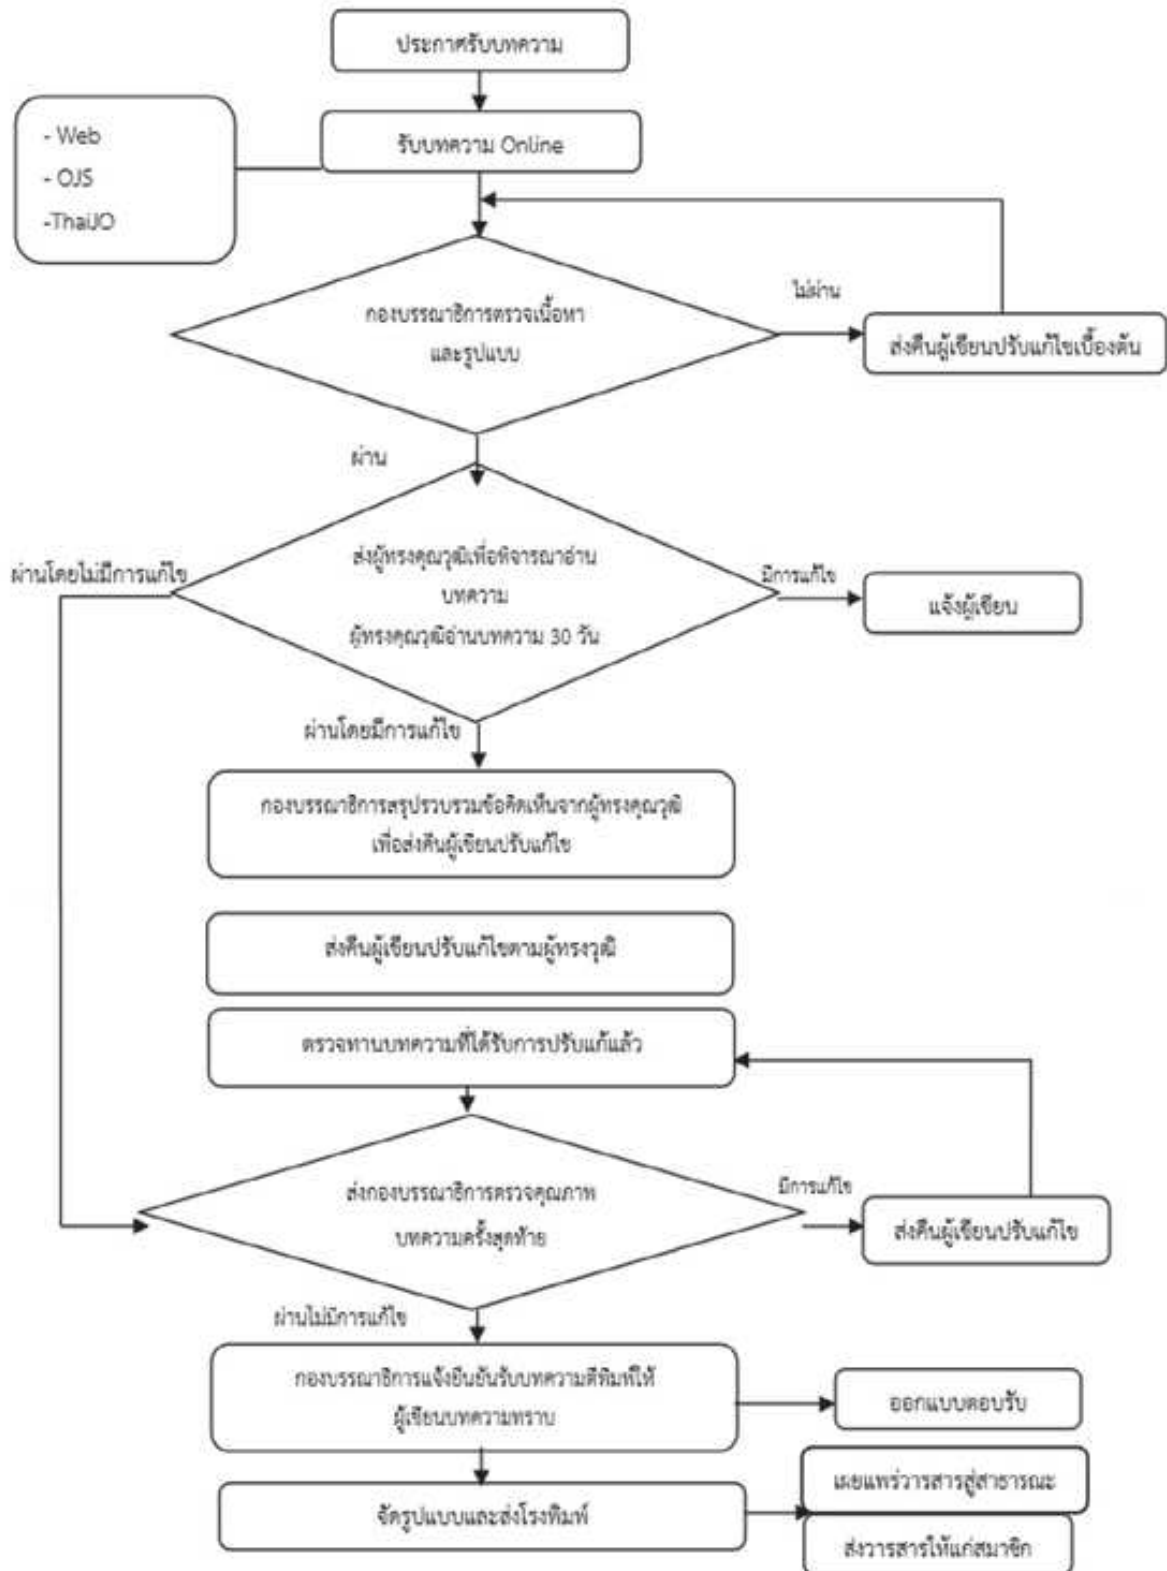 ประกาศรับบทความ
- Web
- OJS
-ThaiJO
รับบทความ Online
กองบรรณาธิการตรวจเนื้อหา
และรูปแบบ
ไม่ผ่าน
ส่งคืนผู้เขียนปรับแก้ไขเบื้องต้น
ผ่าน
ผ่านโดยไม่มีการแก้ไข
ส่งผู้ทรงคุณวุฒิเพื่อพิจารณาอ่าน
บทความ
ผู้ทรงคุณวุฒิอ่านบทความ 30 วัน
มีการแก้ไข
แจ้งผู้เขียน
ผ่านโดยมีการแก้ไข
กองบรรณาธิการสรุปรวบรวมข้อคิดเห็นจากผู้ทรงคุณวุฒิ
เพื่อส่งคืนผู้เขียนปรับแก้ไข
ส่งคืนผู้เขียนปรับแก้ไขตามผู้ทรงวุฒิ
ตรวจทานบทความที่ได้รับการปรับแก้แล้ว
ส่งกองบรรณาธิการตรวจคุณภาพ
บทความครั้งสุดท้าย
มีการแก้ไข
ส่งคืนผู้เขียนปรับแก้ไข
ผ่านไม่มีการแก้ไข
กองบรรณาธิการแจ้งยืนยันรับบทความตีพิมพ์ให้
ผู้เขียนบทความทราบ
ออกแบบตอบรับ
จัดรูปแบบและส่งโรงพิมพ์
เผยแพร่วารสารสู่สาธารณะ
ส่งวารสารให้แก่สมาชิก